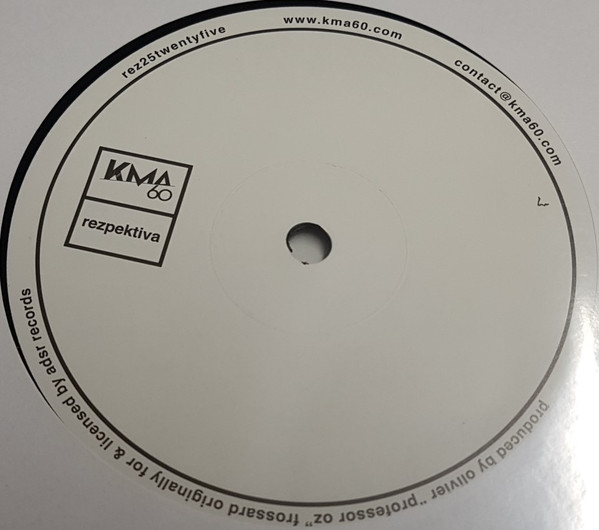 rez25twentyfive
www.kma60.com
contact@kma60.com
KMA
60
rezpektiva
produced by olivier "professor oz" frossard originally for & licensed by adsr records